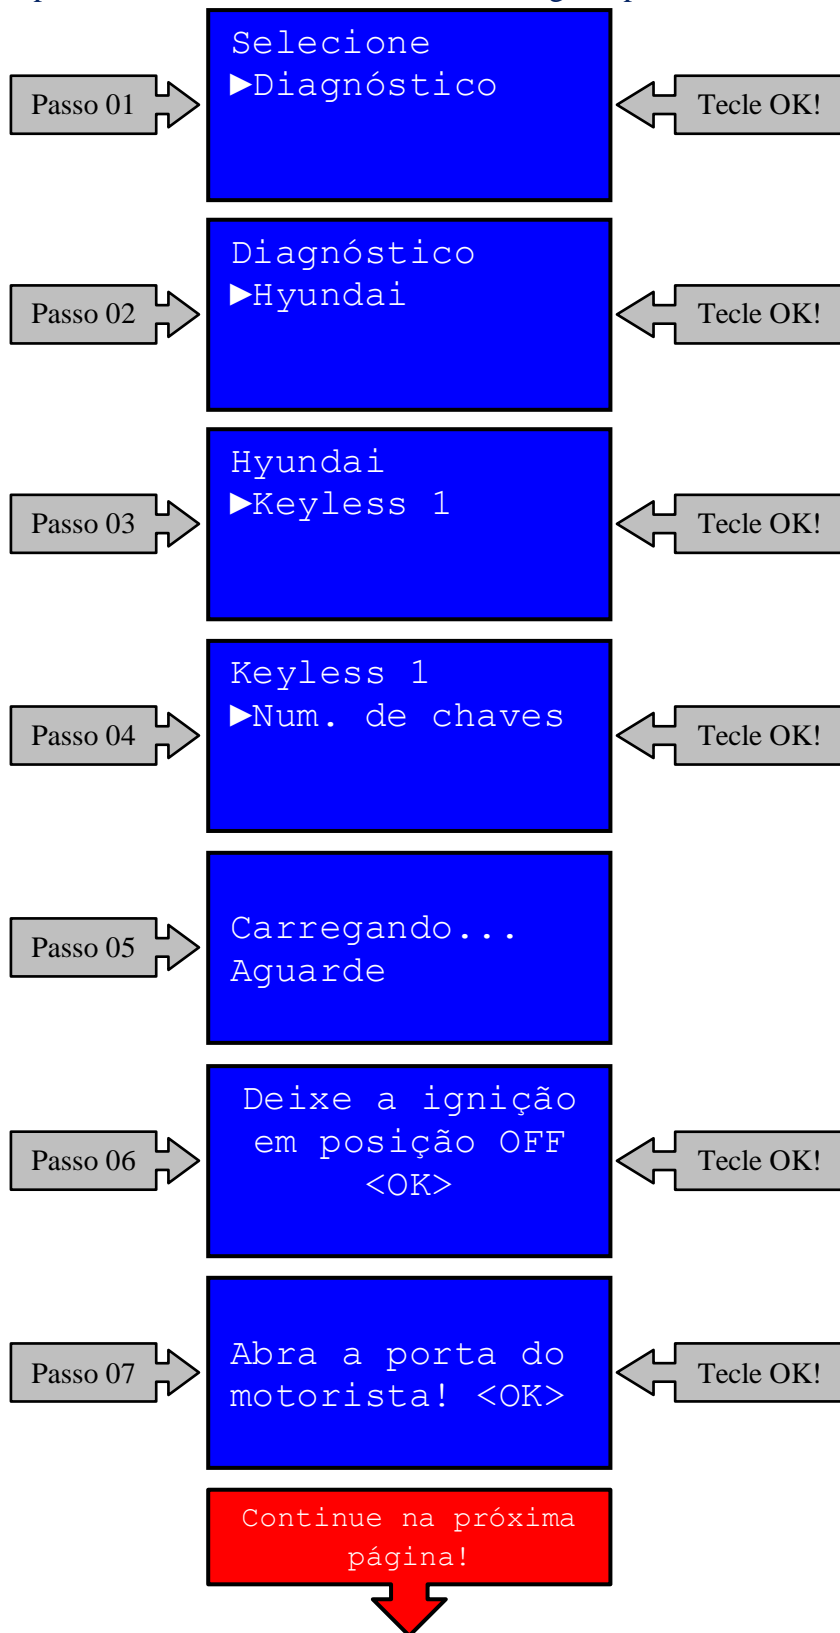 Selecione
►Diagnóstico
Passo 01
Tecle OK!
Diagnóstico
►Hyundai
Passo 02
Tecle OK!
Hyundai
►Keyless 1
Passo 03
Tecle OK!
Keyless 1
►Num. de chaves
Passo 04
Tecle OK!
Carregando...
Aguarde
Passo 05
Deixe a ignição
em posição OFF
<OK>
Passo 06
Tecle OK!
Abra a porta do
motorista! <OK>
Passo 07
Tecle OK!
Continue na próxima
página!